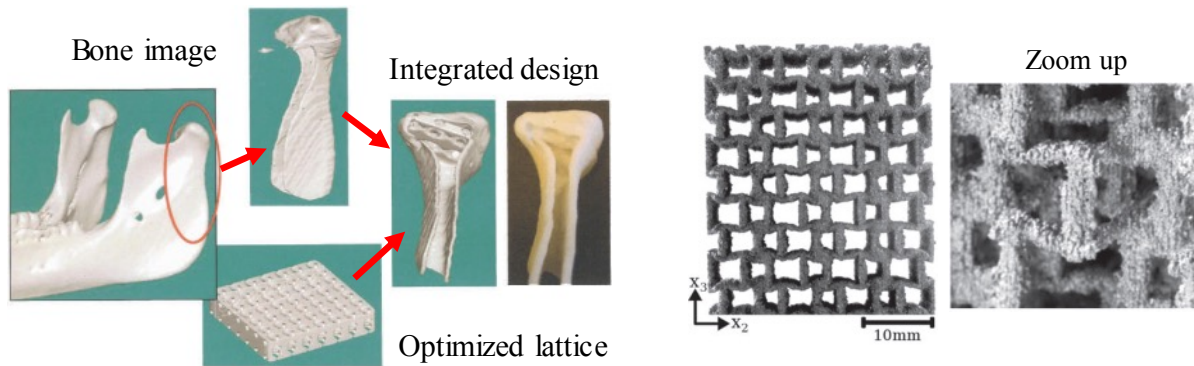 Bone image
Integrated design
Optimized lattice
Zoom up
x3
x2
10mm